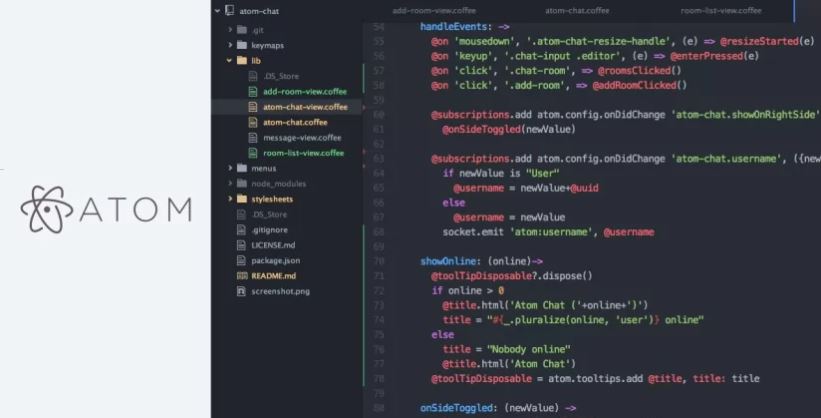 ATOM
atom-chat
.git
keymaps
lib
.DS_Store
add-room-view.coffee
atom-chat-view.coffee
atom-chat.coffee
message-view.coffee
room-list-view.coffee
menus
node_modules
stylesheets
.DS_Store
.gitignore
LICENSE.md
package.json
README.md
screenshot.png
add-room-view.coffee atom-chat.coffee room-list-view.coffee
54 handleEvents: ->
55 @on 'mousedown', '.atom-chat-resize-handle', (e) => @resizeStarted(e)
56 @on 'keyup', '.chat-input .editor', (e) => @enterPressed(e)
57 @on 'click', '.chat-room', => @roomsClicked()
58 @on 'click', '.add-room', => @addRoomClicked()
59
60 @subscriptions.add atom.config.onDidChange 'atom-chat.showOnRightSide'
61 @onSideToggled(newValue)
62
63 @subscriptions.add atom.config.onDidChange 'atom-chat.username', ({new
64 if newValue is "User"
65 @username = newValue+@uuid
66 else
67 @username = newValue
68 socket.emit 'atom:username', @username
69
70 showOnline: (online)->
71 @toolTipDisposable?.dispose()
72 if online > 0
73 @title.html('Atom Chat ('+online+')')
74 title = "#{_.pluralize(online, 'user')} online"
75 else
76 title = "Nobody online"
77 @title.html('Atom Chat')
78 @toolTipDisposable = atom.tooltips.add @title, title: title
79
80 onSideToggled: (newValue) ->